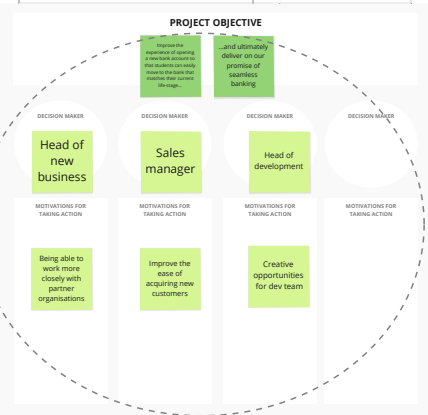 PROJECT OBJECTIVE
Improve the
experience of opening
a new bank account so
that students can easily
move to the bank that
matches their current
life-stage...
...and ultimately
deliver on our
promise of
seamless
banking
DECISION MAKER
DECISION MAKER
DECISION MAKER
DECISION MAKER
Head of
new
business
Sales
manager
Head of
development
MOTIVATIONS FOR
TAKING ACTION
MOTIVATIONS FOR
TAKING ACTION
MOTIVATIONS FOR
TAKING ACTION
MOTIVATIONS FOR
TAKING ACTION
Being able to
work more
closely with
partner
organisations
Improve the
ease of
acquiring new
customers
Creative
opportunities
for dev team